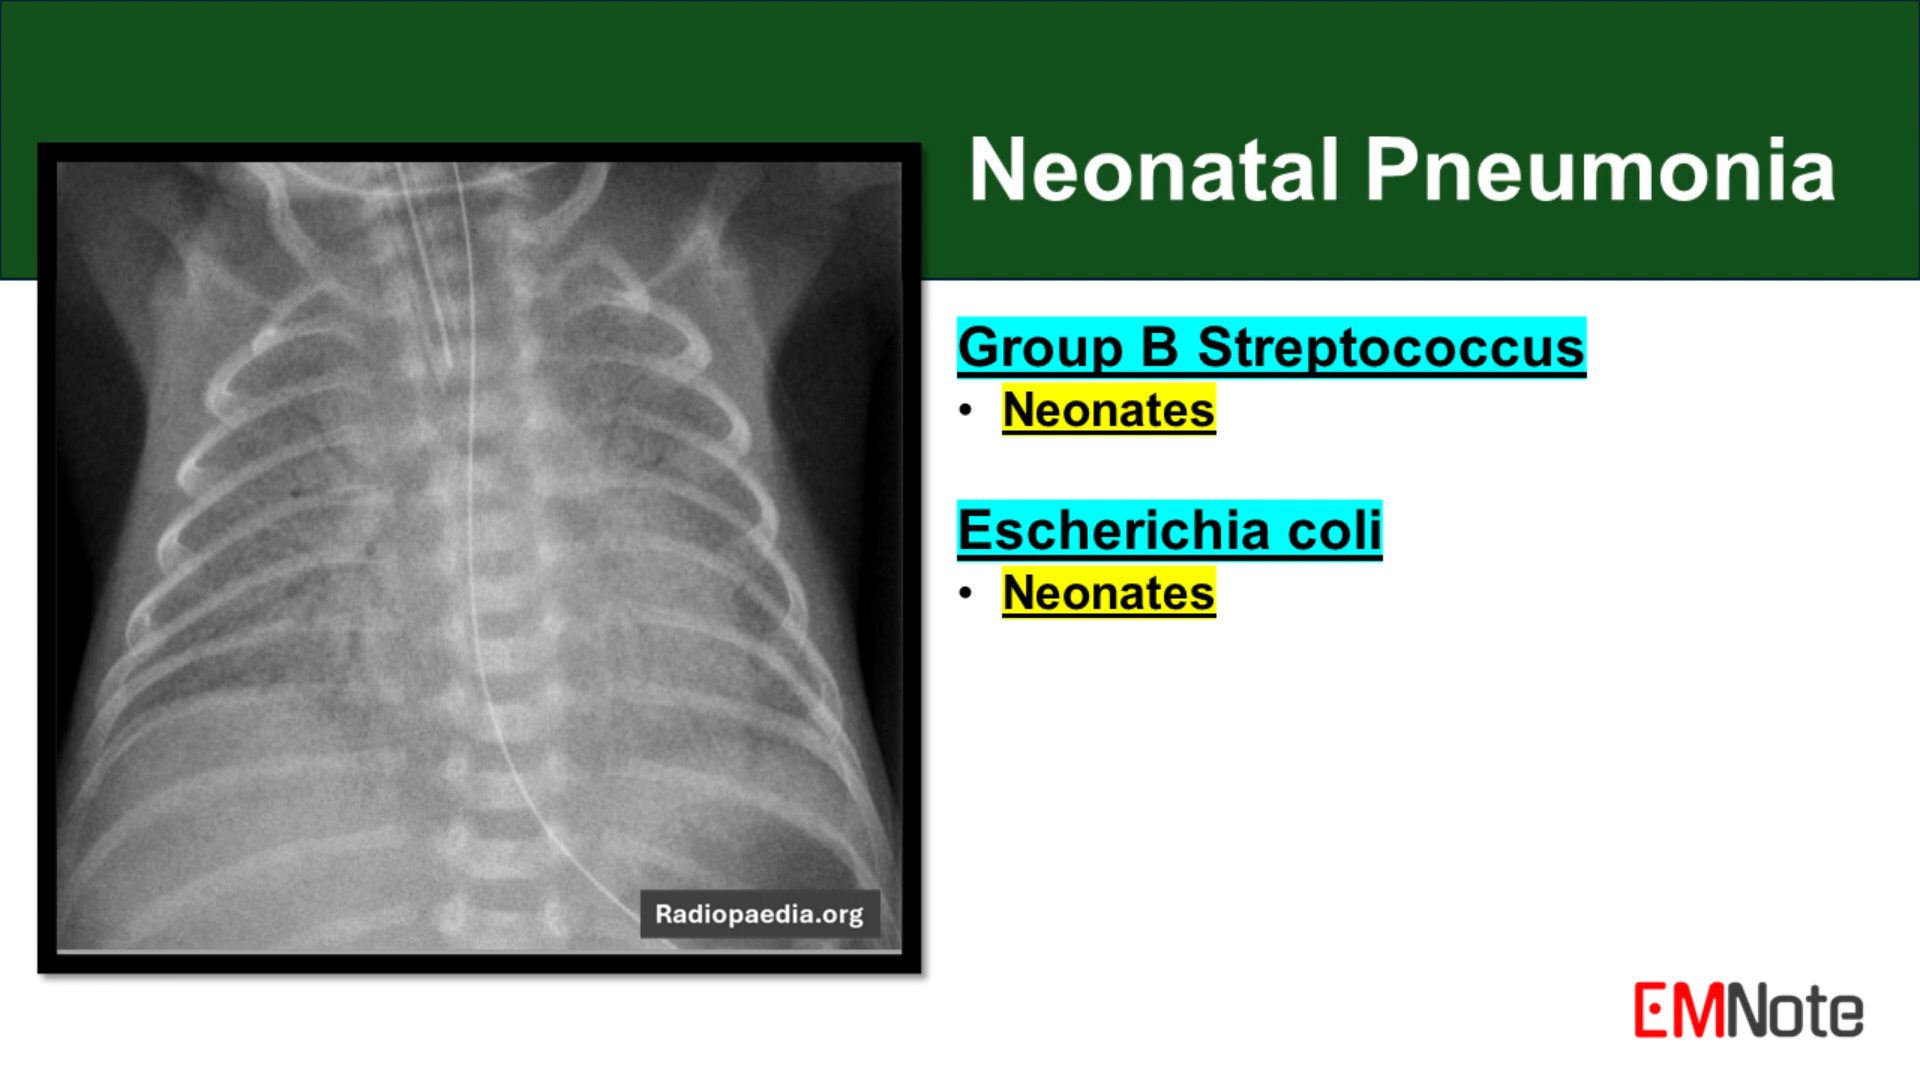 Neonatal Pneumonia
Group B Streptococcus
• Neonates
Escherichia coli
• Neonates
Radiopaedia.org
EMNote